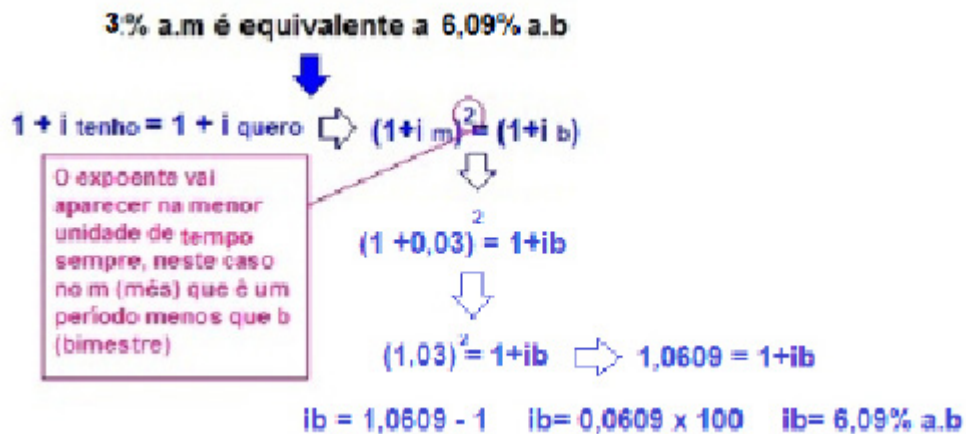 3% a.m é equivalente a 6,09% a.b
1 + i tenho = 1 + i quero (1+i m)² = (1+i b)
O expoente vai
aparecer na menor
unidade de tempo
sempre, neste caso
no m (mês) que é um
período menos que b
(bimestre)
(1 +0,03)² = 1+ib
(1,03)² = 1+ib 1,0609 = 1+ib
ib = 1,0609 - 1 ib= 0,0609 x 100 ib= 6,09% a.b